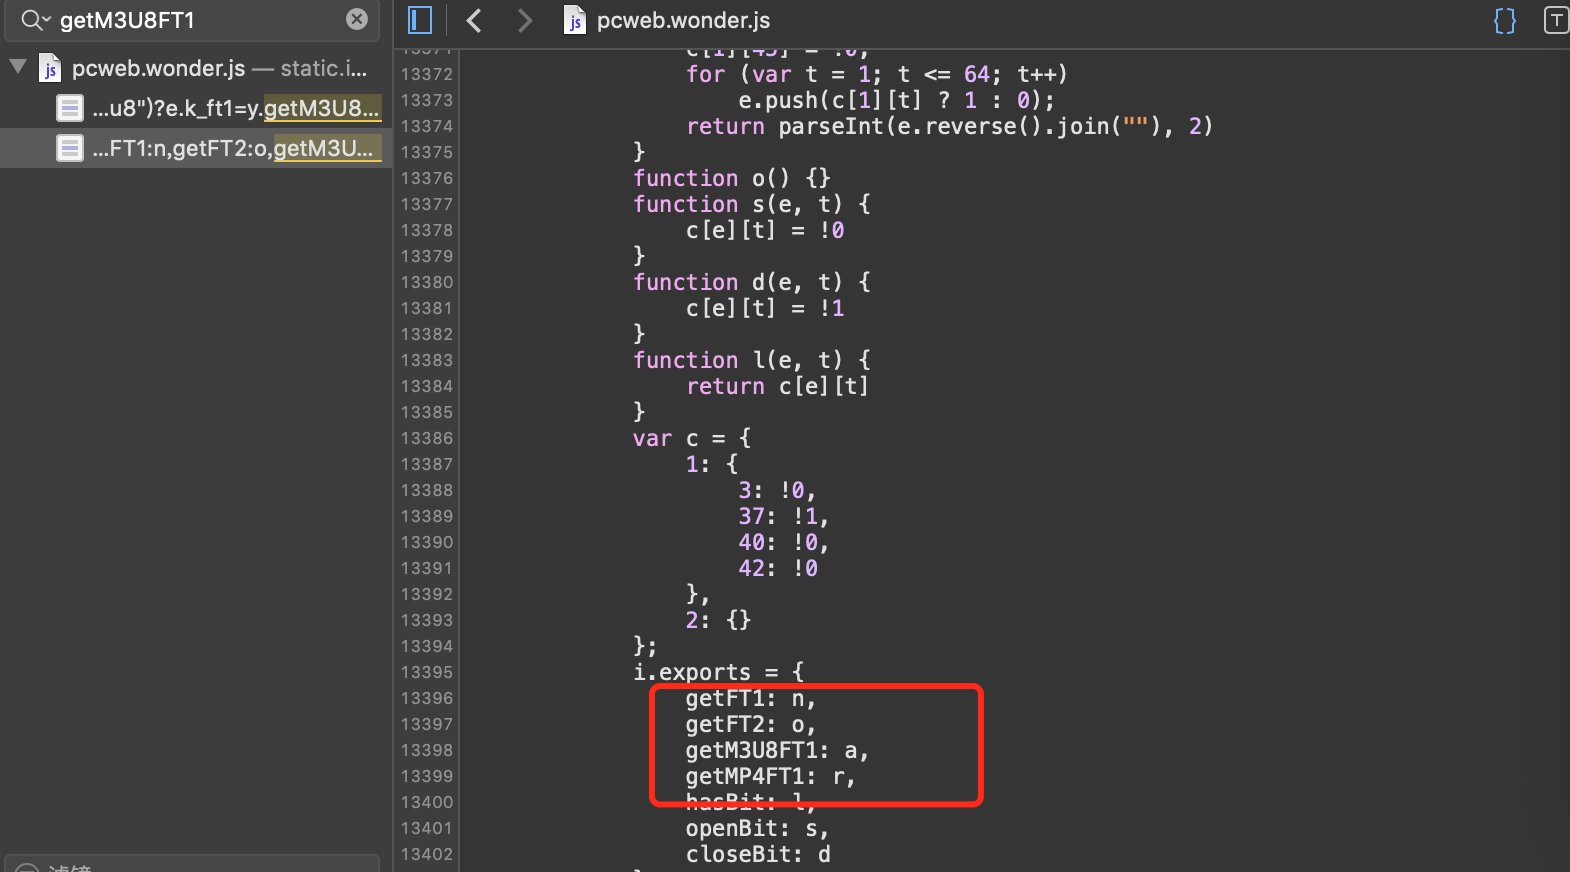 getM3U8FT1
pcweb.wonder.js — static.i...
...u8")?e.k_ft1=y.getM3U8...
...FT1:n,getFT2:o,getM3U...
pcweb.wonder.js
13371 c[1][43] = !0,
13372 for (var t = 1; t <= 64; t++)
13373 e.push(c[1][t] ? 1 : 0);
13374 return parseInt(e.reverse().join(""), 2)
13375 }
13376 function o() {}
13377 function s(e, t) {
13378 c[e][t] = !0
13379 }
13380 function d(e, t) {
13381 c[e][t] = !1
13382 }
13383 function l(e, t) {
13384 return c[e][t]
13385 }
13386 var c = {
13387 1: {
13388 3: !0,
13389 37: !1,
13390 40: !0,
13391 42: !0
13392 },
13393 2: {}
13394 };
13395 i.exports = {
13396 getFT1: n,
13397 getFT2: o,
13398 getM3U8FT1: a,
13399 getMP4FT1: r,
13400 hasBit: l,
13401 openBit: s,
13402 closeBit: d